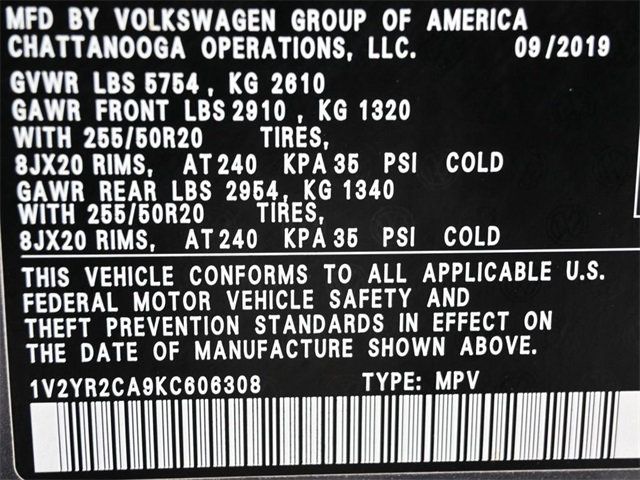 MFD BY VOLKSWAGEN GROUP OF AMERICA
CHATTANOOGA OPERATIONS, LLC. 09/2019
GVWR LBS 5754 , KG 2610
GAWR FRONT LBS 2910 , KG 1320
WITH 255/50R20 TIRES,
8JX20 RIMS, AT 240 KPA 35 PSI COLD
GAWR REAR LBS 2954 , KG 1340
WITH 255/50R20 TIRES,
8JX20 RIMS, AT 240 KPA 35 PSI COLD
THIS VEHICLE CONFORMS TO ALL APPLICABLE U.S.
FEDERAL MOTOR VEHICLE SAFETY AND
THEFT PREVENTION STANDARDS IN EFFECT ON
THE DATE OF MANUFACTURE SHOWN ABOVE.
1V2YR2CA9KC606308 TYPE: MPV